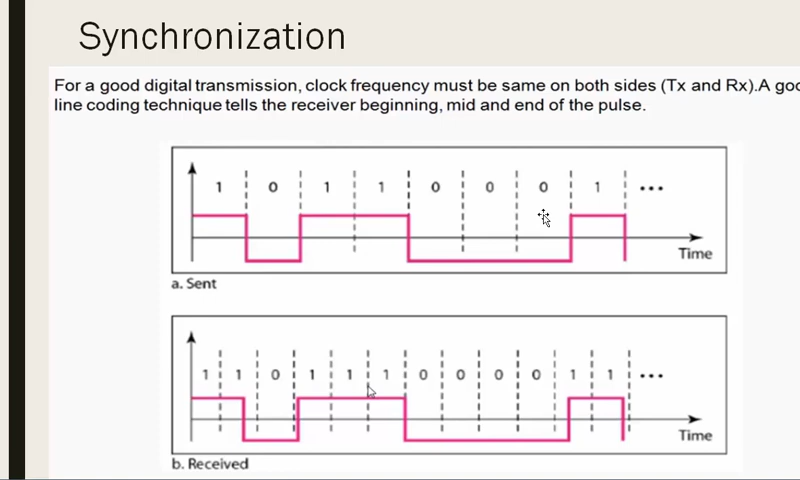 Synchronization
For a good digital transmission, clock frequency must be same on both sides (Tx and Rx).A goo
line coding technique tells the receiver beginning, mid and end of the pulse.
1 0 1 1 0 0 0 1 •••
Time
a. Sent
1 1 0 1 1 1 0 0 0 0 1 1 •••
Time
b. Received